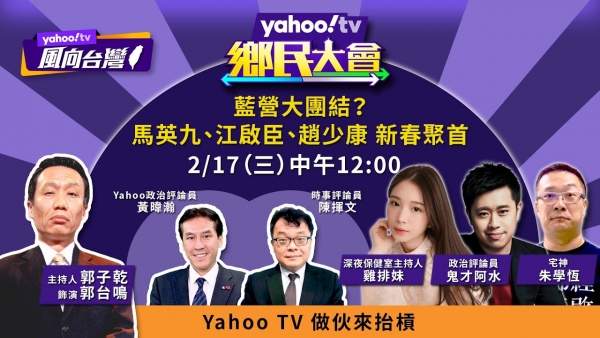 yahoo!tv
風向台灣
yahoo!tv
鄉民大會
藍營大團結?
馬英九、江啟臣、趙少康 新春聚首
2/17(三)中午12:00
主持人 郭子乾
飾演 郭台鳴
Yahoo政治評論員
黃暐瀚
時事評論員
陳揮文
深夜保健室主持人
雞排妹
政治評論員
鬼才阿水
宅神
朱學恆
Yahoo TV 做伙來抬槓